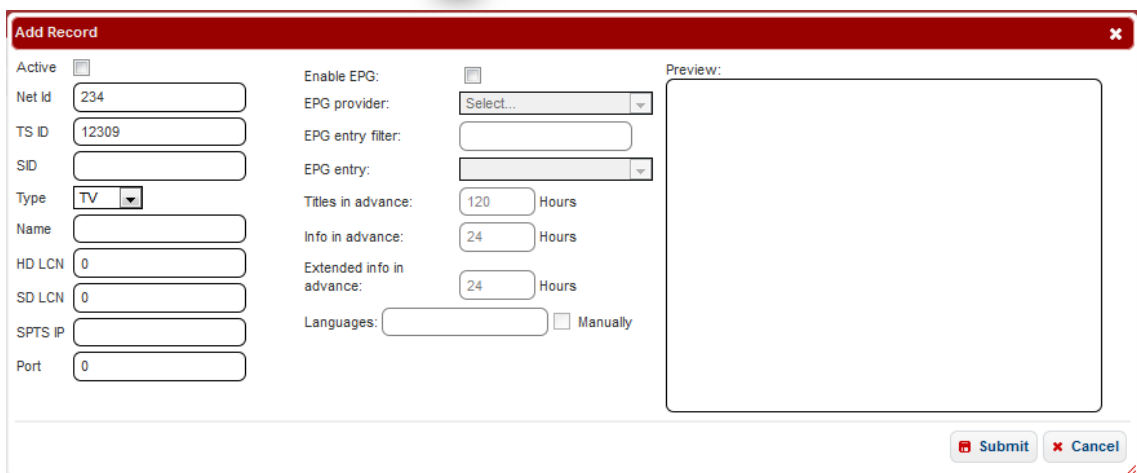 Add Record
Active
Net Id 234
TS ID 12309
SID
Type TV
Name
HD LCN 0
SD LCN 0
SPTS IP
Port 0
Enable EPG:
EPG provider: Select...
EPG entry filter:
EPG entry:
Titles in advance: 120 Hours
Info in advance: 24 Hours
Extended info in
advance: 24 Hours
Languages: Manually
Preview:
Submit Cancel